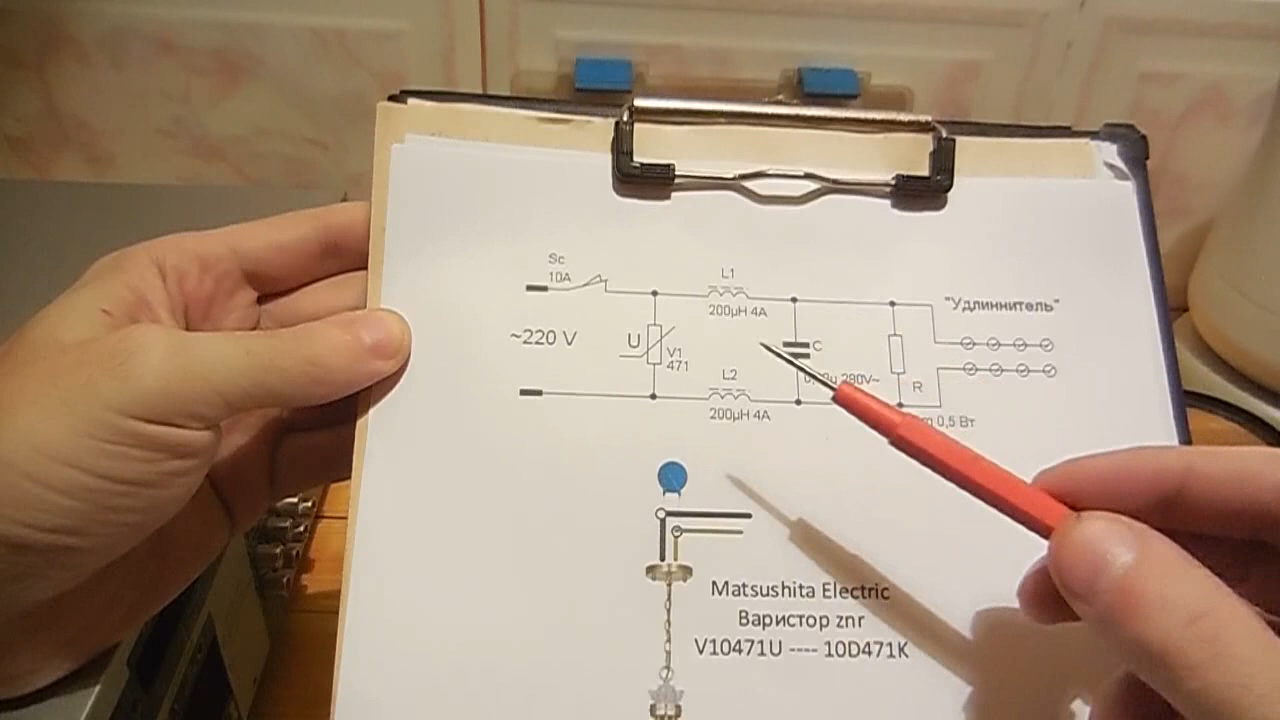 Sc
10A
L1
200µH 4A
"Удлиннитель"
~220 V
U
V1
471
C
280V~
L2
200µH 4A
R
0,5 Вт
Matsushita Electric
Варистор znr
V10471U ---- 10D471K